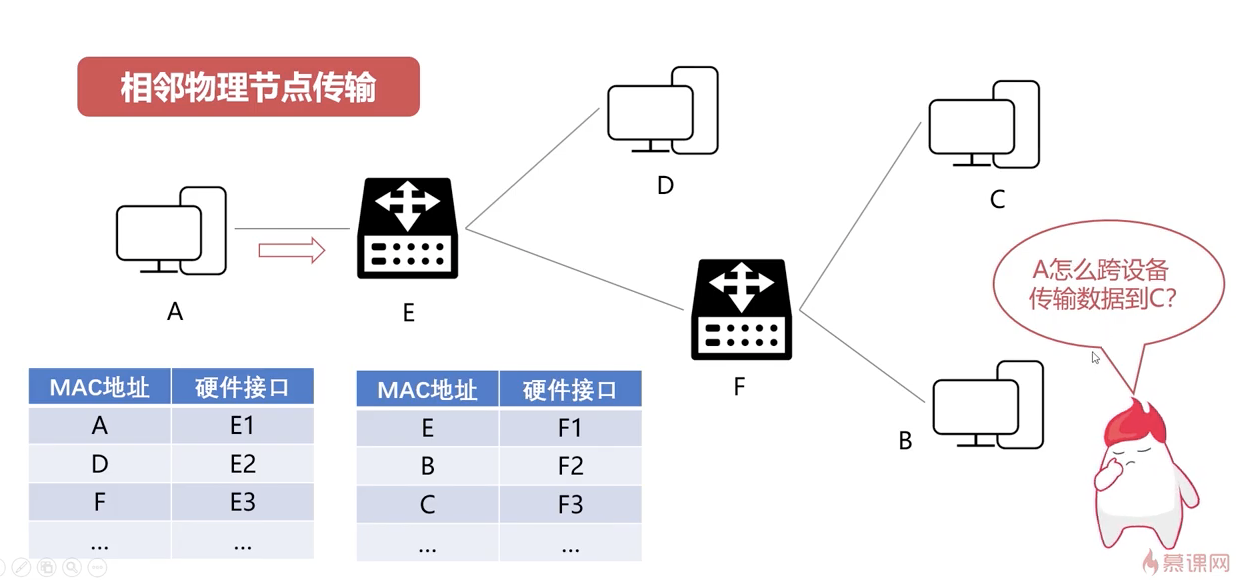 相邻物理节点传输
D
C
A怎么跨设备
传输数据到C?
A
E
F
B
MAC地址 硬件接口
A E1
D E2
F E3
... ...
MAC地址 硬件接口
E F1
B F2
C F3
... ...
慕课网